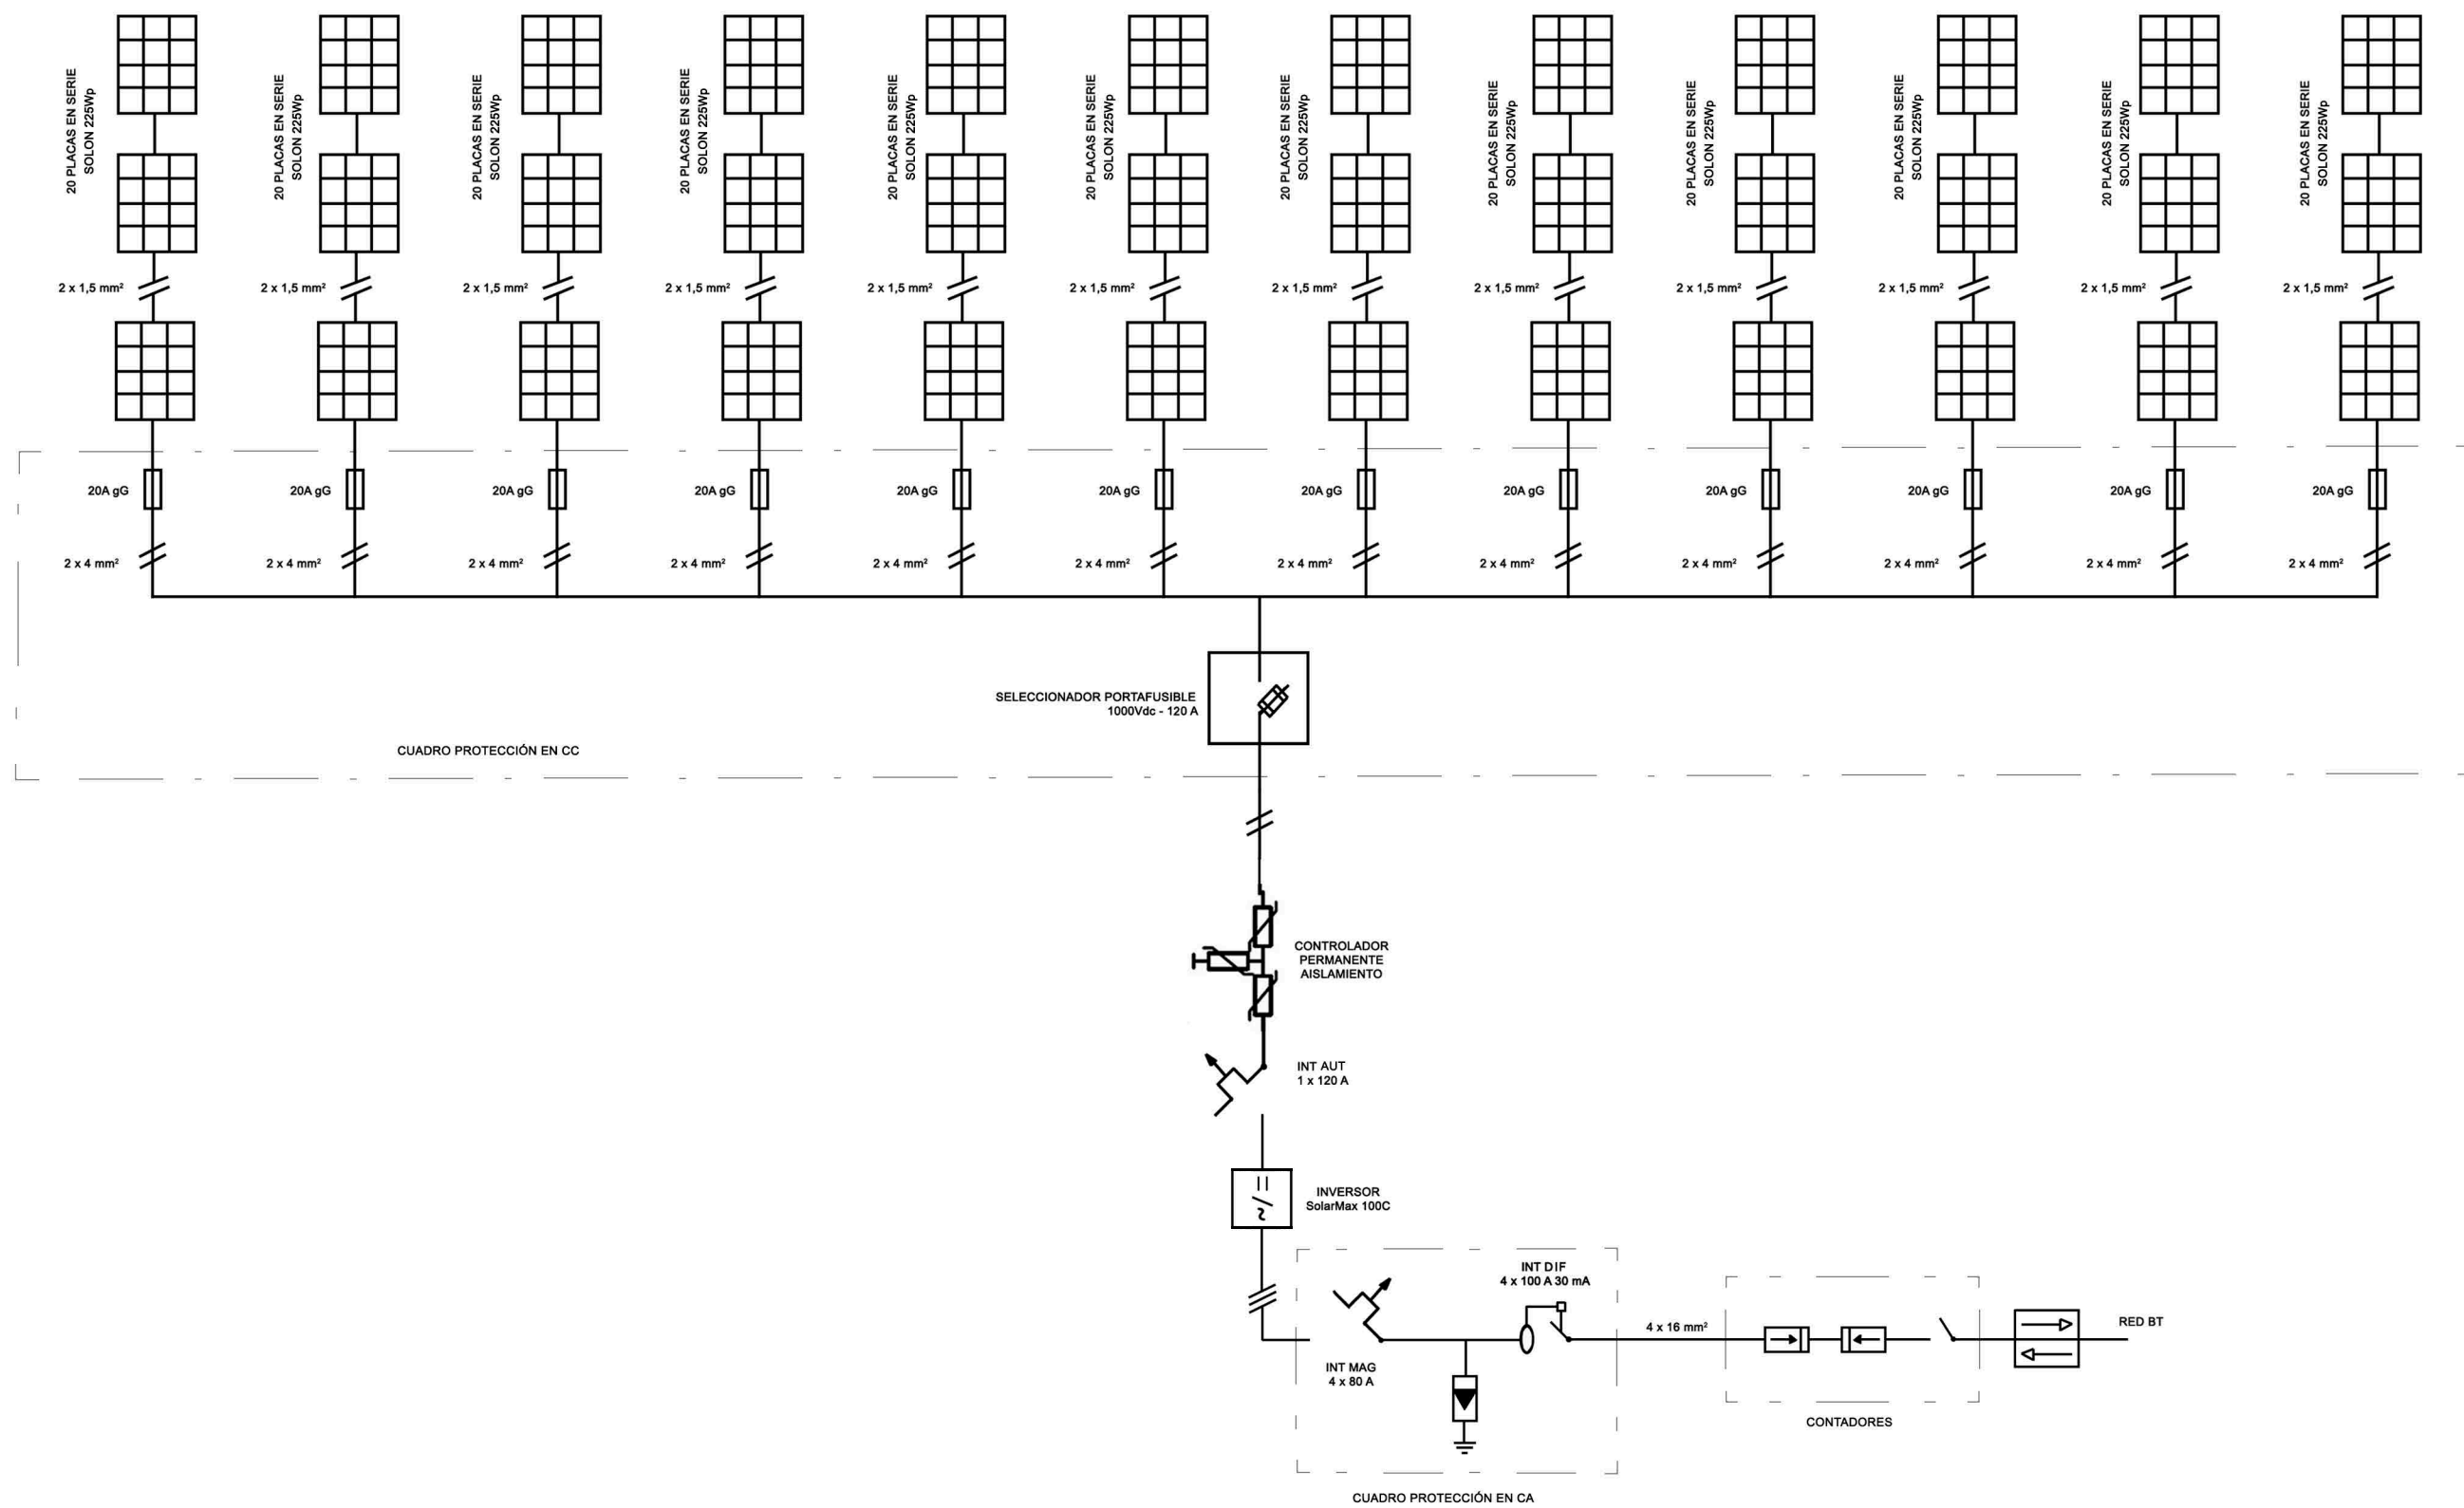 20 PLACAS EN SERIE
SOLON 225Wp
20 PLACAS EN SERIE
SOLON 225Wp
20 PLACAS EN SERIE
SOLON 225Wp
20 PLACAS EN SERIE
SOLON 225Wp
20 PLACAS EN SERIE
SOLON 225Wp
20 PLACAS EN SERIE
SOLON 225Wp
20 PLACAS EN SERIE
SOLON 225Wp
20 PLACAS EN SERIE
SOLON 225Wp
20 PLACAS EN SERIE
SOLON 225Wp
20 PLACAS EN SERIE
SOLON 225Wp
20 PLACAS EN SERIE
SOLON 225Wp
20 PLACAS EN SERIE
SOLON 225Wp
2 x 1,5 mm²
2 x 1,5 mm²
2 x 1,5 mm²
2 x 1,5 mm²
2 x 1,5 mm²
2 x 1,5 mm²
2 x 1,5 mm²
2 x 1,5 mm²
2 x 1,5 mm²
2 x 1,5 mm²
2 x 1,5 mm²
2 x 1,5 mm²
20A gG
20A gG
20A gG
20A gG
20A gG
20A gG
20A gG
20A gG
20A gG
20A gG
20A gG
20A gG
2 x 4 mm²
2 x 4 mm²
2 x 4 mm²
2 x 4 mm²
2 x 4 mm²
2 x 4 mm²
2 x 4 mm²
2 x 4 mm²
2 x 4 mm²
2 x 4 mm²
2 x 4 mm²
2 x 4 mm²
SELECCIONADOR PORTAFUSIBLE
1000Vdc - 120 A
CUADRO PROTECCIÓN EN CC
CONTROLADOR
PERMANENTE
AISLAMIENTO
INT AUT
1 x 120 A
INVERSOR
SolarMax 100C
INT DIF
4 x 100 A 30 mA
4 x 16 mm²
RED BT
INT MAG
4 x 80 A
CONTADORES
CUADRO PROTECCIÓN EN CA